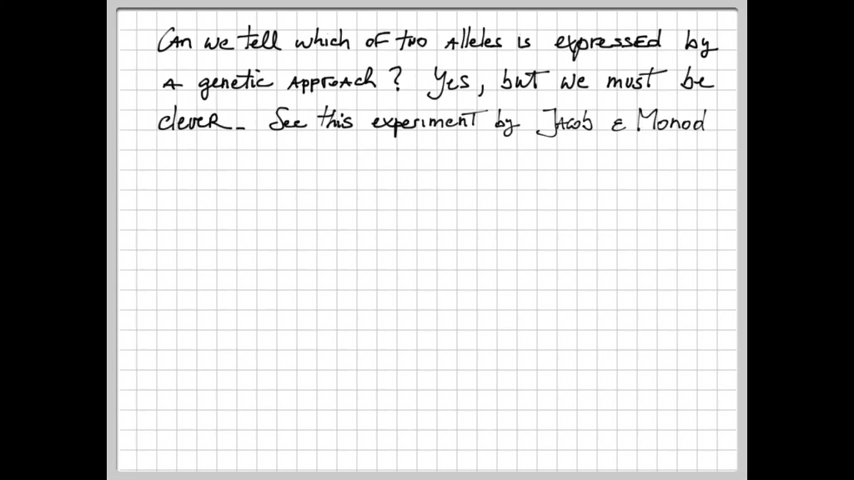 Can we tell which of two alleles is expressed by
a genetic approach? Yes, but we must be
clever. See this experiment by Jacob & Monod